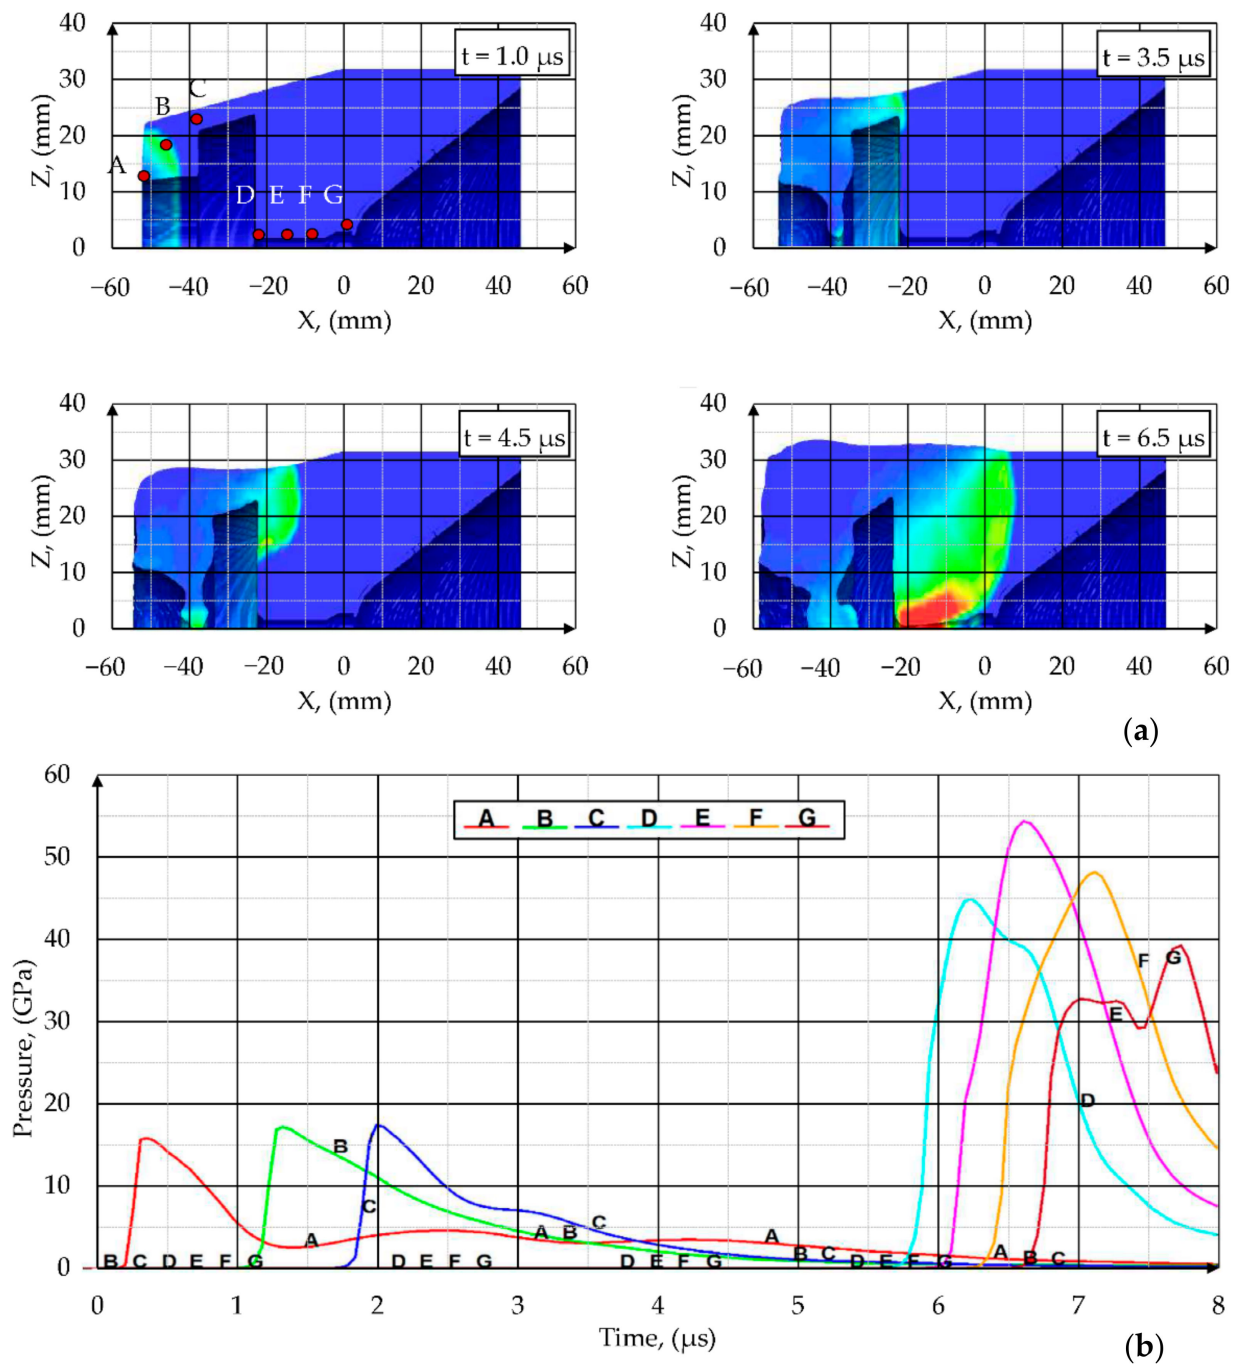 40
30
20
10
0
Z, (mm)
t = 1.0 μs
A
B
C
D E F G
−60 −40 −20 0 20 40 60
X, (mm)
40
30
20
10
0
Z, (mm)
t = 3.5 μs
−60 −40 −20 0 20 40 60
X, (mm)
40
30
20
10
0
Z, (mm)
t = 4.5 μs
−60 −40 −20 0 20 40 60
X, (mm)
40
30
20
10
0
Z, (mm)
t = 6.5 μs
−60 −40 −20 0 20 40 60
X, (mm)
(a)
60
50
40
30
20
10
0
Pressure, (GPa)
A B C D E F G
F G
E
D
B
C
A A B C A
B C A B C
B C D E F G D E F G D E F G D E F G
0 1 2 3 4 5 6 7 8
Time, (μs)
(b)